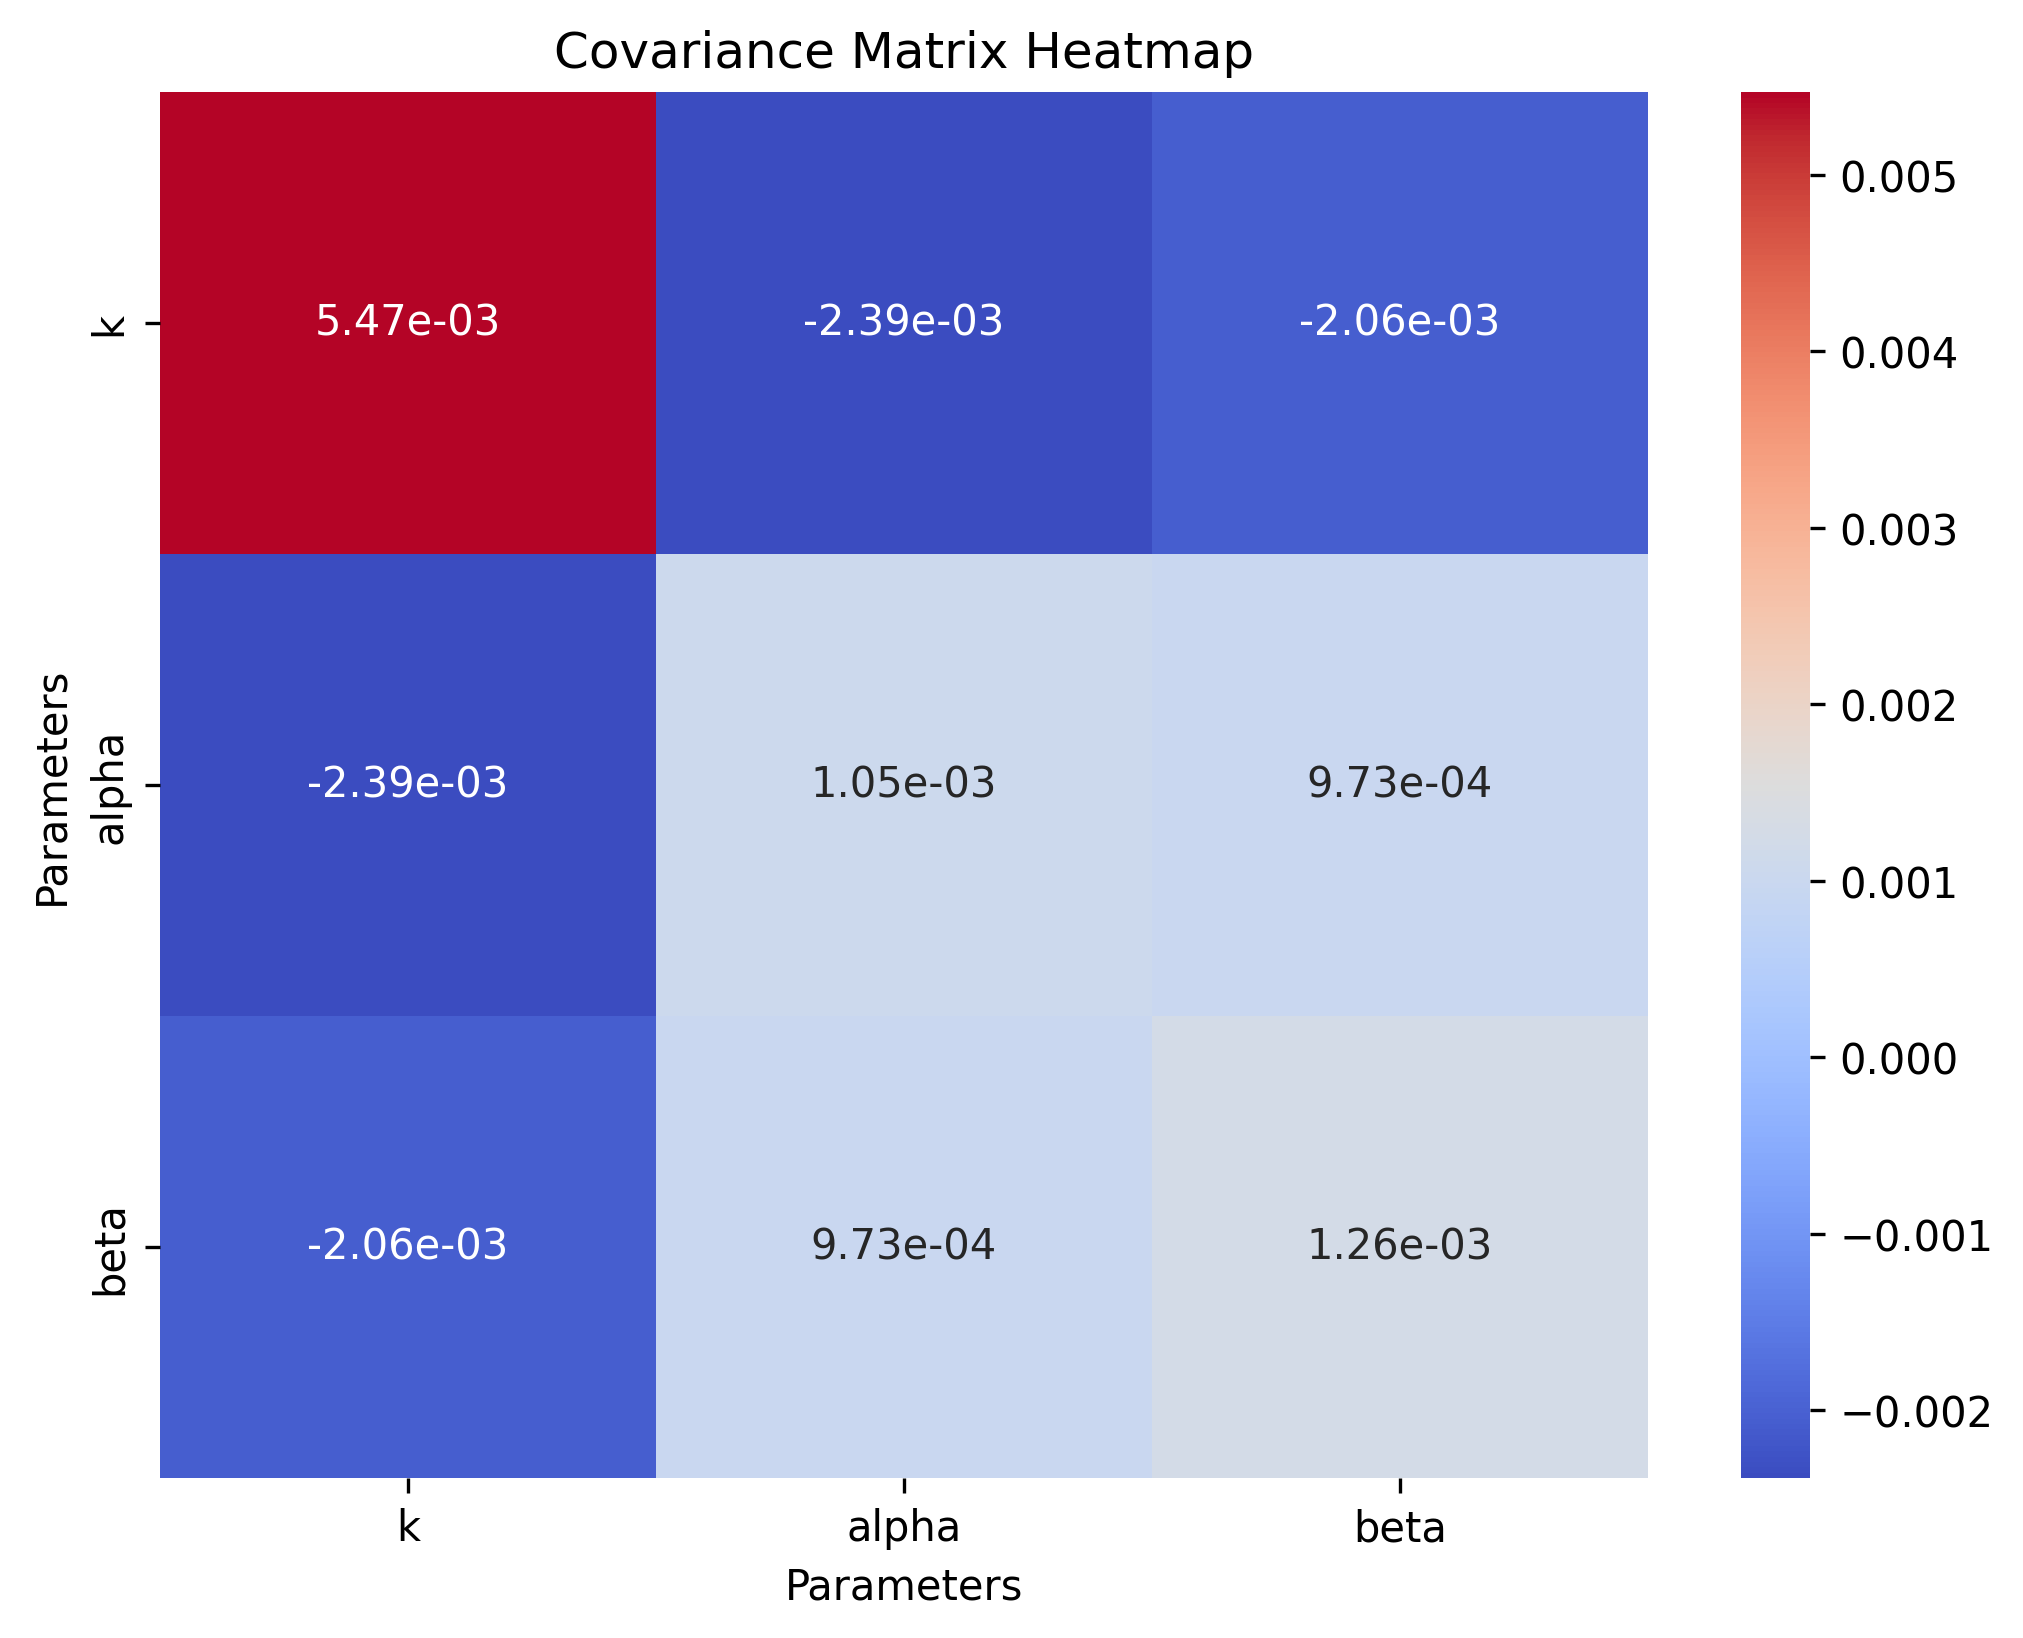 Covariance Matrix Heatmap
Parameters
k
5.47e-03 -2.39e-03 -2.06e-03
alpha
-2.39e-03 1.05e-03 9.73e-04
beta
-2.06e-03 9.73e-04 1.26e-03
k alpha beta
Parameters
0.005
0.004
0.003
0.002
0.001
0.000
−0.001
−0.002